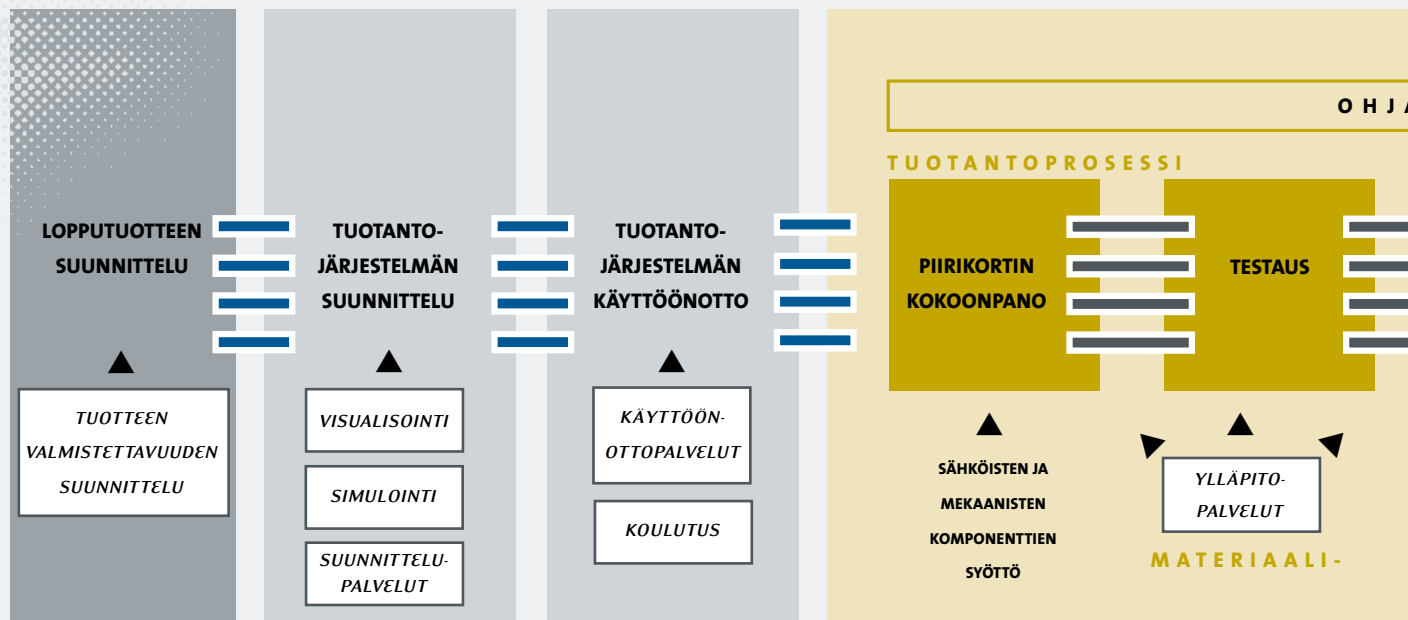 LOPPUTUOTTEEN
SUUNNITTELU
TUOTTEEN
VALMISTETTAVUUDEN
SUUNNITTELU
TUOTANTO-
JÄRJESTELMÄN
SUUNNITTELU
VISUALISOINTI
SIMULOINTI
SUUNNITTELU-
PALVELUT
TUOTANTO-
JÄRJESTELMÄN
KÄYTTÖÖNOTTO
KÄYTTÖÖN-
OTTOPALVELUT
KOULUTUS
OHJA
TUOTANTOPROSESSI
PIIRIKORTIN
KOKOONPANO
SÄHKÖISTEN JA
MEKAANISTEN
KOMPONENTTIEN
SYÖTTÖ
TESTAUS
YLLÄPITO-
PALVELUT
MATERIAALI-